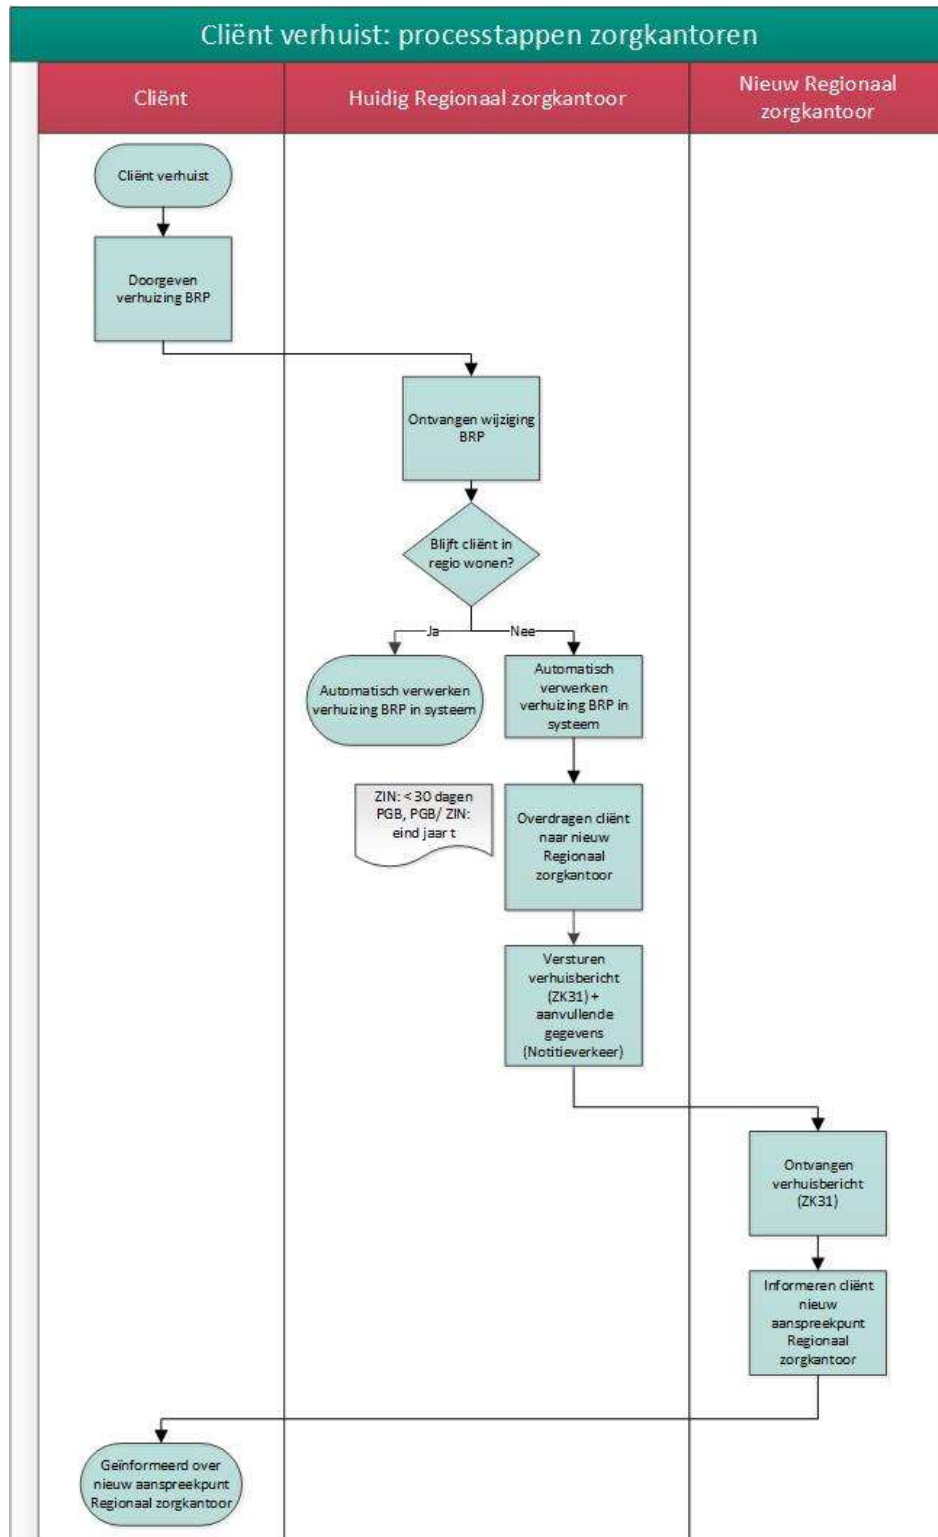 Cliënt verhuist: processtappen zorgkantoren
Cliënt
Huidig Regionaal zorgkantoor
Nieuw Regionaal
zorgkantoor
Cliënt verhuist
Doorgeven
verhuizing BRP
Ontvangen wijziging
BRP
Blijft cliënt in
regio wonen?
Ja
Nee
Automatisch verwerken
verhuizing BRP in systeem
Automatisch
verwerken
verhuizing BRP in
systeem
ZIN: < 30 dagen
PGB, PGB/ ZIN:
eind jaar t
Overdragen cliënt
naar nieuw
Regionaal
zorgkantoor
Versturen
verhuisbericht
(ZK31) +
aanvullende
gegevens
(Notitieverkeer)
Ontvangen
verhuisbericht
(ZK31)
Informeren cliënt
nieuw
aanspreekpunt
Regionaal
zorgkantoor
Geïnformeerd over
nieuw aanspreekpunt
Regionaal zorgkantoor